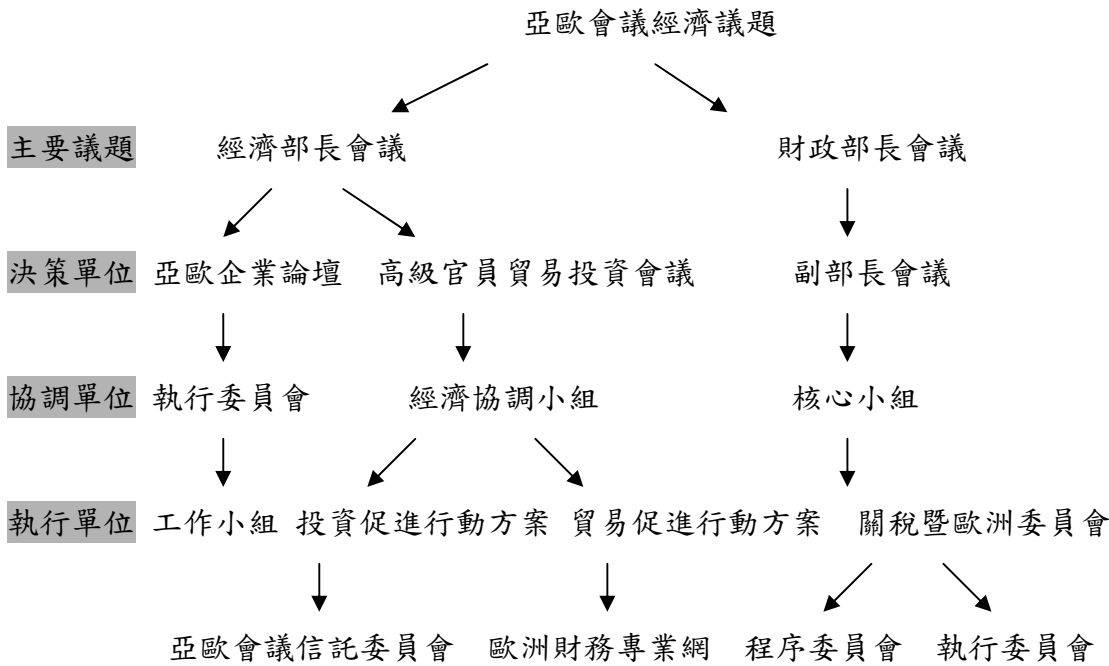 亞歐會議經濟議題
主要議題 經濟部長會議 財政部長會議
決策單位 亞歐企業論壇 高級官員貿易投資會議 副部長會議
協調單位 執行委員會 經濟協調小組 核心小組
執行單位 工作小組 投資促進行動方案 貿易促進行動方案 關稅暨歐洲委員會
亞歐會議信託委員會 歐洲財務專業網 程序委員會 執行委員會